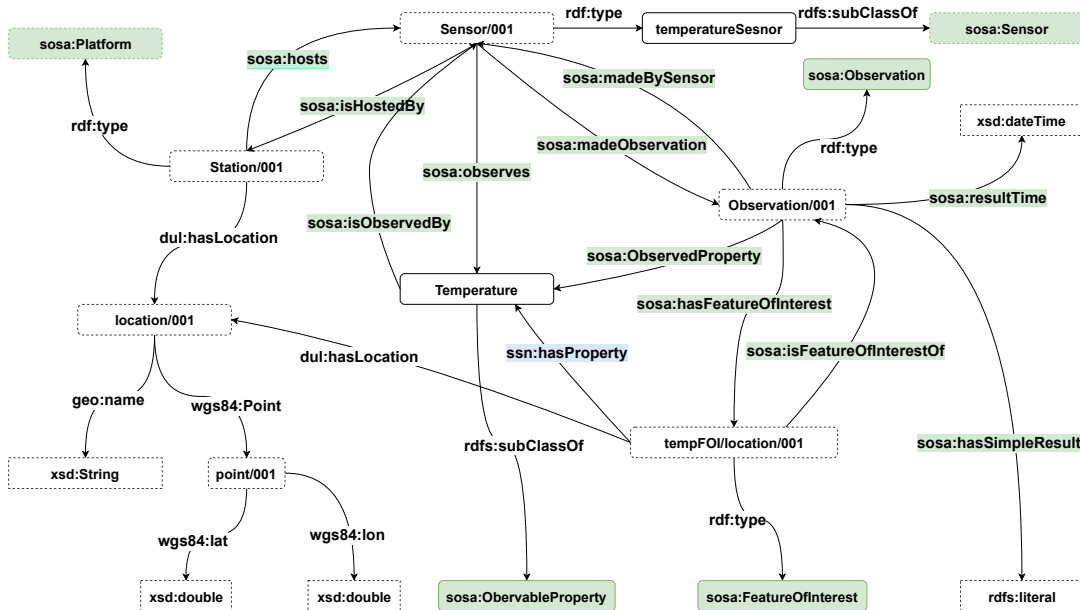 Sensor/001
rdf:type
temperatureSesnor
rdfs:subClassOf
sosa:Sensor
sosa:Platform
sosa:hosts
sosa:madeBySensor
sosa:Observation
sosa:isHostedBy
rdf:type
xsd:dateTime
rdf:type
sosa:madeObservation
Station/001
sosa:observes
sosa:resultTime
Observation/001
sosa:isObservedBy
dul:hasLocation
sosa:ObservedProperty
Temperature
sosa:hasFeatureOfInterest
location/001
dul:hasLocation
ssn:hasProperty
sosa:isFeatureOfInterestOf
geo:name
wgs84:Point
rdfs:subClassOf
tempFOI/location/001
sosa:hasSimpleResult
xsd:String
point/001
rdf:type
wgs84:lat
wgs84:lon
xsd:double
xsd:double
sosa:ObervableProperty
sosa:FeatureOfInterest
rdfs:literal